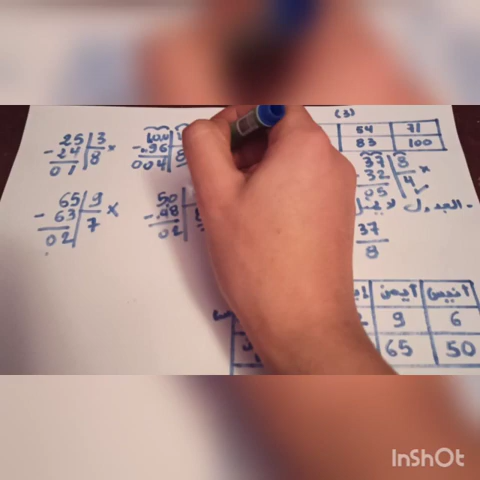 (3)
64 71
83 100
25 3 ×
- 24 8
01
.96 8
004
37 8 ×
32 4
05
65 9 ×
- 63 7
02
50
- 48
02
- الجدول لا يمثل
37
8
أيمن أنيس
9 6
65 50
InShOt